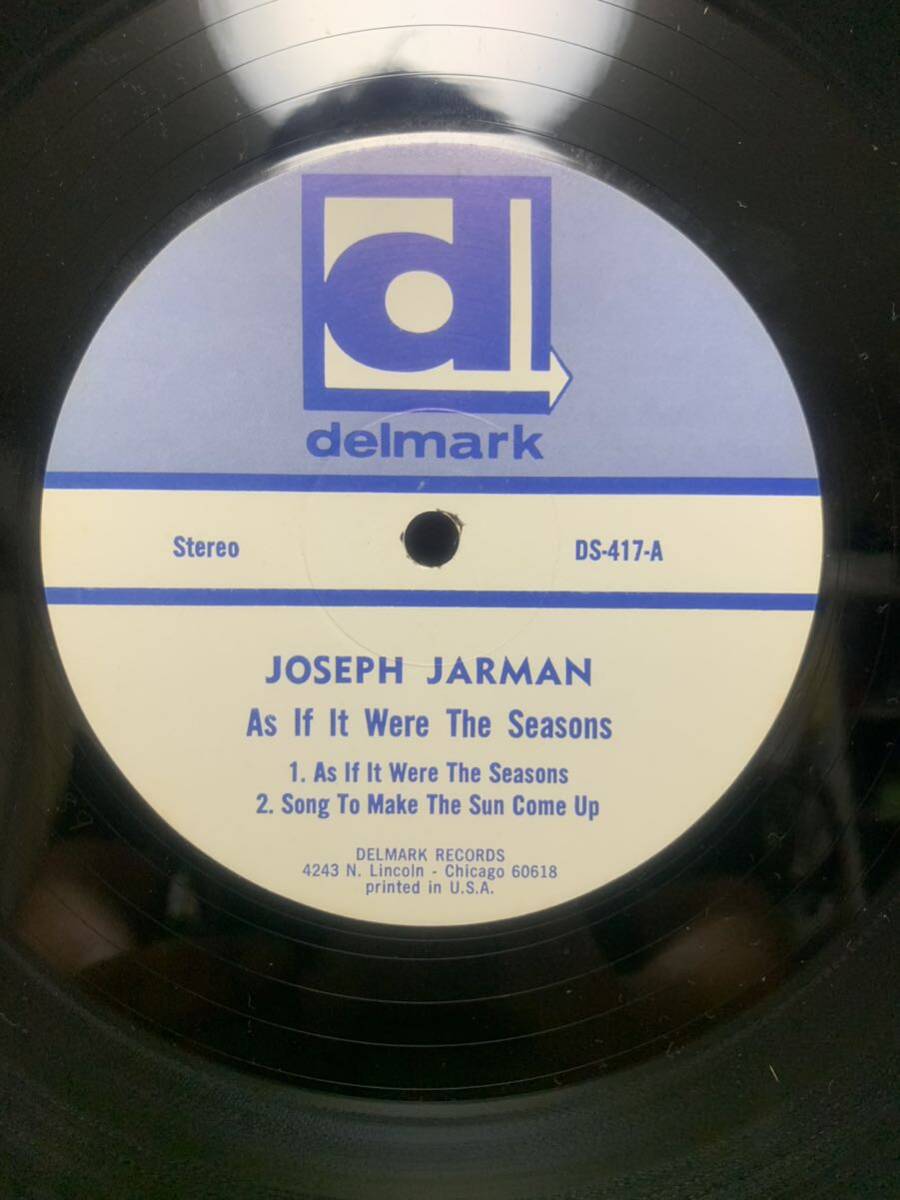 d
delmark
Stereo
DS-417-A
JOSEPH JARMAN
As If It Were The Seasons
1. As If It Were The Seasons
2. Song To Make The Sun Come Up
DELMARK RECORDS
4243 N. Lincoln - Chicago 60618
printed in U.S.A.